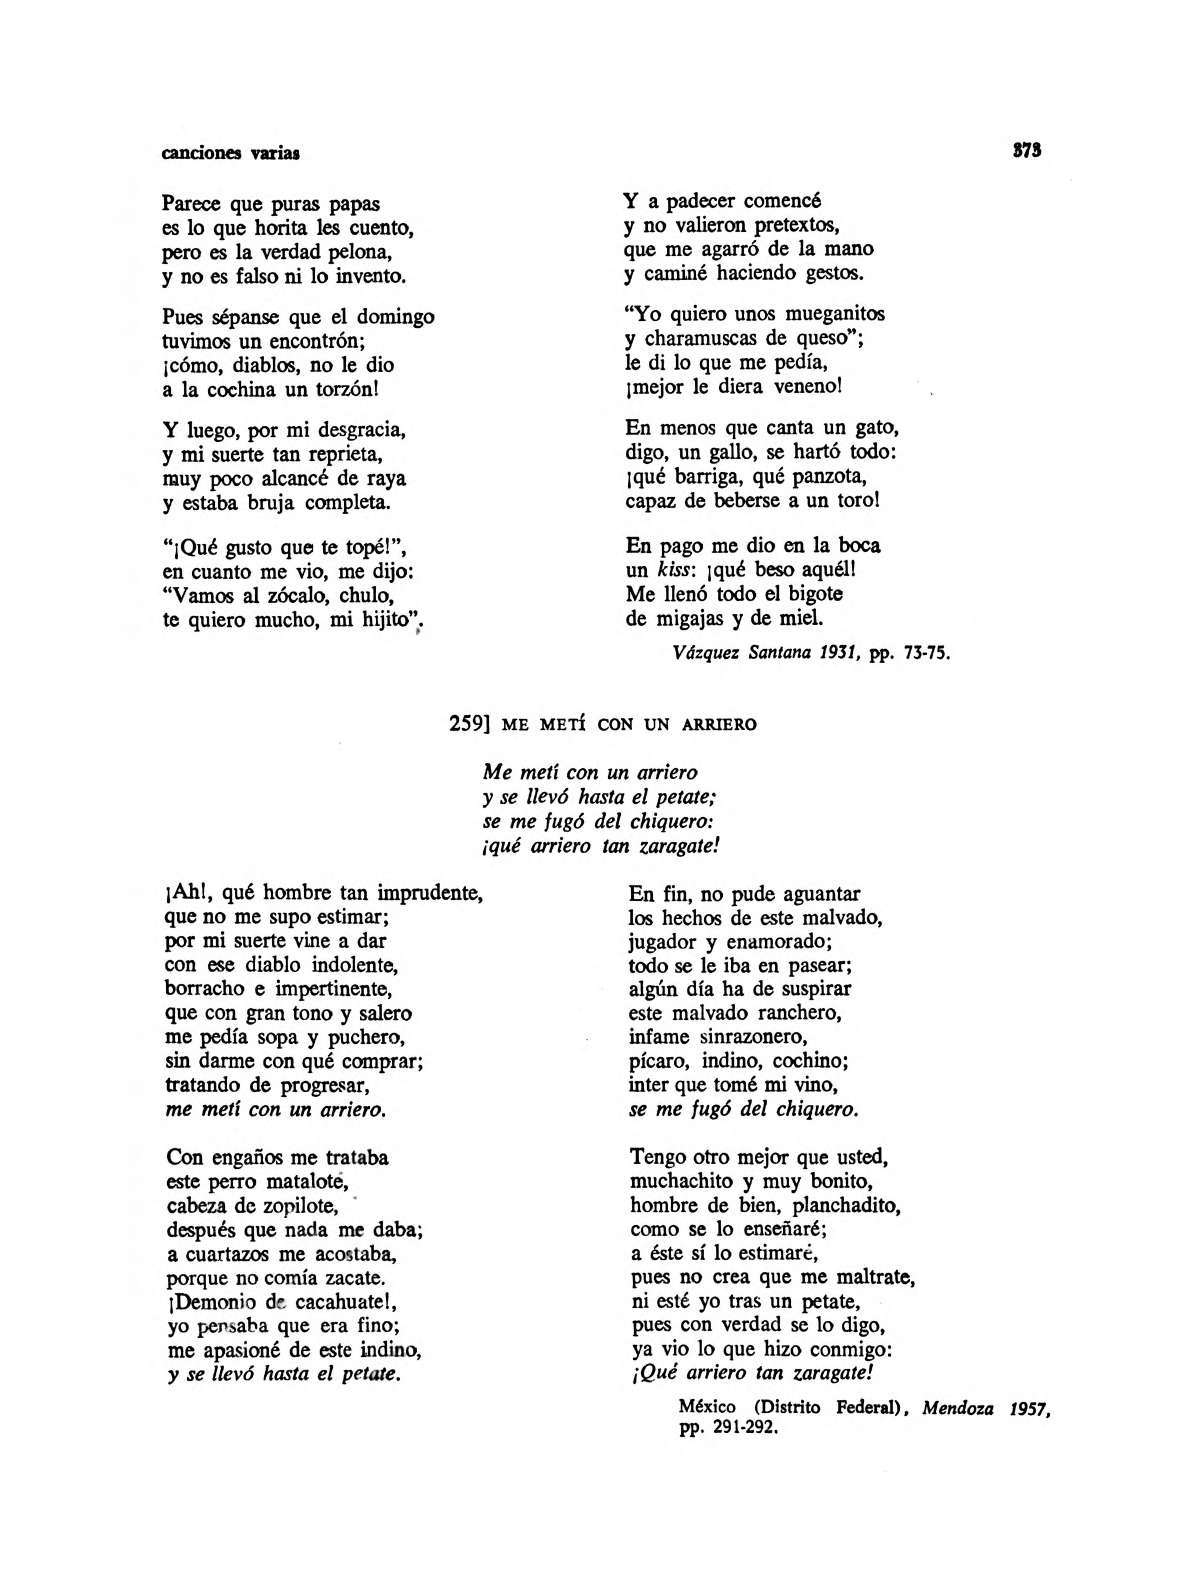 canciones varias 373
Parece que puras papas
es lo que horita les cuento,
pero es la verdad pelona,
y no es falso ni lo invento.
Pues sépanse que el domingo
tuvimos un encontrón;
¡cómo, diablos, no le dio
a la cochina un torzón!
Y luego, por mi desgracia,
y mi suerte tan reprieta,
muy poco alcancé de raya
y estaba bruja completa.
“¡Qué gusto que te topé!”,
en cuanto me vio, me dijo:
“Vamos al zócalo, chulo,
te quiero mucho, mi hijito”.
Y a padecer comencé
y no valieron pretextos,
que me agarró de la mano
y caminé haciendo gestos.
“Yo quiero unos mueganitos
y charamuscas de queso”;
le di lo que me pedía,
¡mejor le diera veneno!
En menos que canta un gato,
digo, un gallo, se hartó todo:
¡qué barriga, qué panzota,
capaz de beberse a un toro!
En pago me dio en la boca
un kiss: ¡qué beso aquél!
Me llenó todo el bigote
de migajas y de miel.
Vázquez Santana 1931, pp. 73-75.
259] ME METÍ CON UN ARRIERO
Me metí con un arriero
y se llevó hasta el petate;
se me fugó del chiquero:
¡qué arriero tan zaragate!
¡Ah!, qué hombre tan imprudente,
que no me supo estimar;
por mi suerte vine a dar
con ese diablo indolente,
borracho e impertinente,
que con gran tono y salero
me pedía sopa y puchero,
sin darme con qué comprar;
tratando de progresar,
me metí con un arriero.
Con engaños me trataba
este perro matalote,
cabeza de zopilote,
después que nada me daba;
a cuartazos me acostaba,
porque no comía zacate.
¡Demonio de cacahuate!,
yo pensaba que era fino;
me apasioné de este indino,
y se llevó hasta el petate.
En fin, no pude aguantar
los hechos de este malvado,
jugador y enamorado;
todo se le iba en pasear;
algún día ha de suspirar
este malvado ranchero,
infame sinrazonero,
pícaro, indino, cochino;
inter que tomé mi vino,
se me fugó del chiquero.
Tengo otro mejor que usted,
muchachito y muy bonito,
hombre de bien, planchadito,
como se lo enseñaré;
a éste sí lo estimaré,
pues no crea que me maltrate,
ni esté yo tras un petate,
pues con verdad se lo digo,
ya vio lo que hizo conmigo:
¡Qué arriero tan zaragate!
México (Distrito Federal), Mendoza 1957,
pp. 291-292.